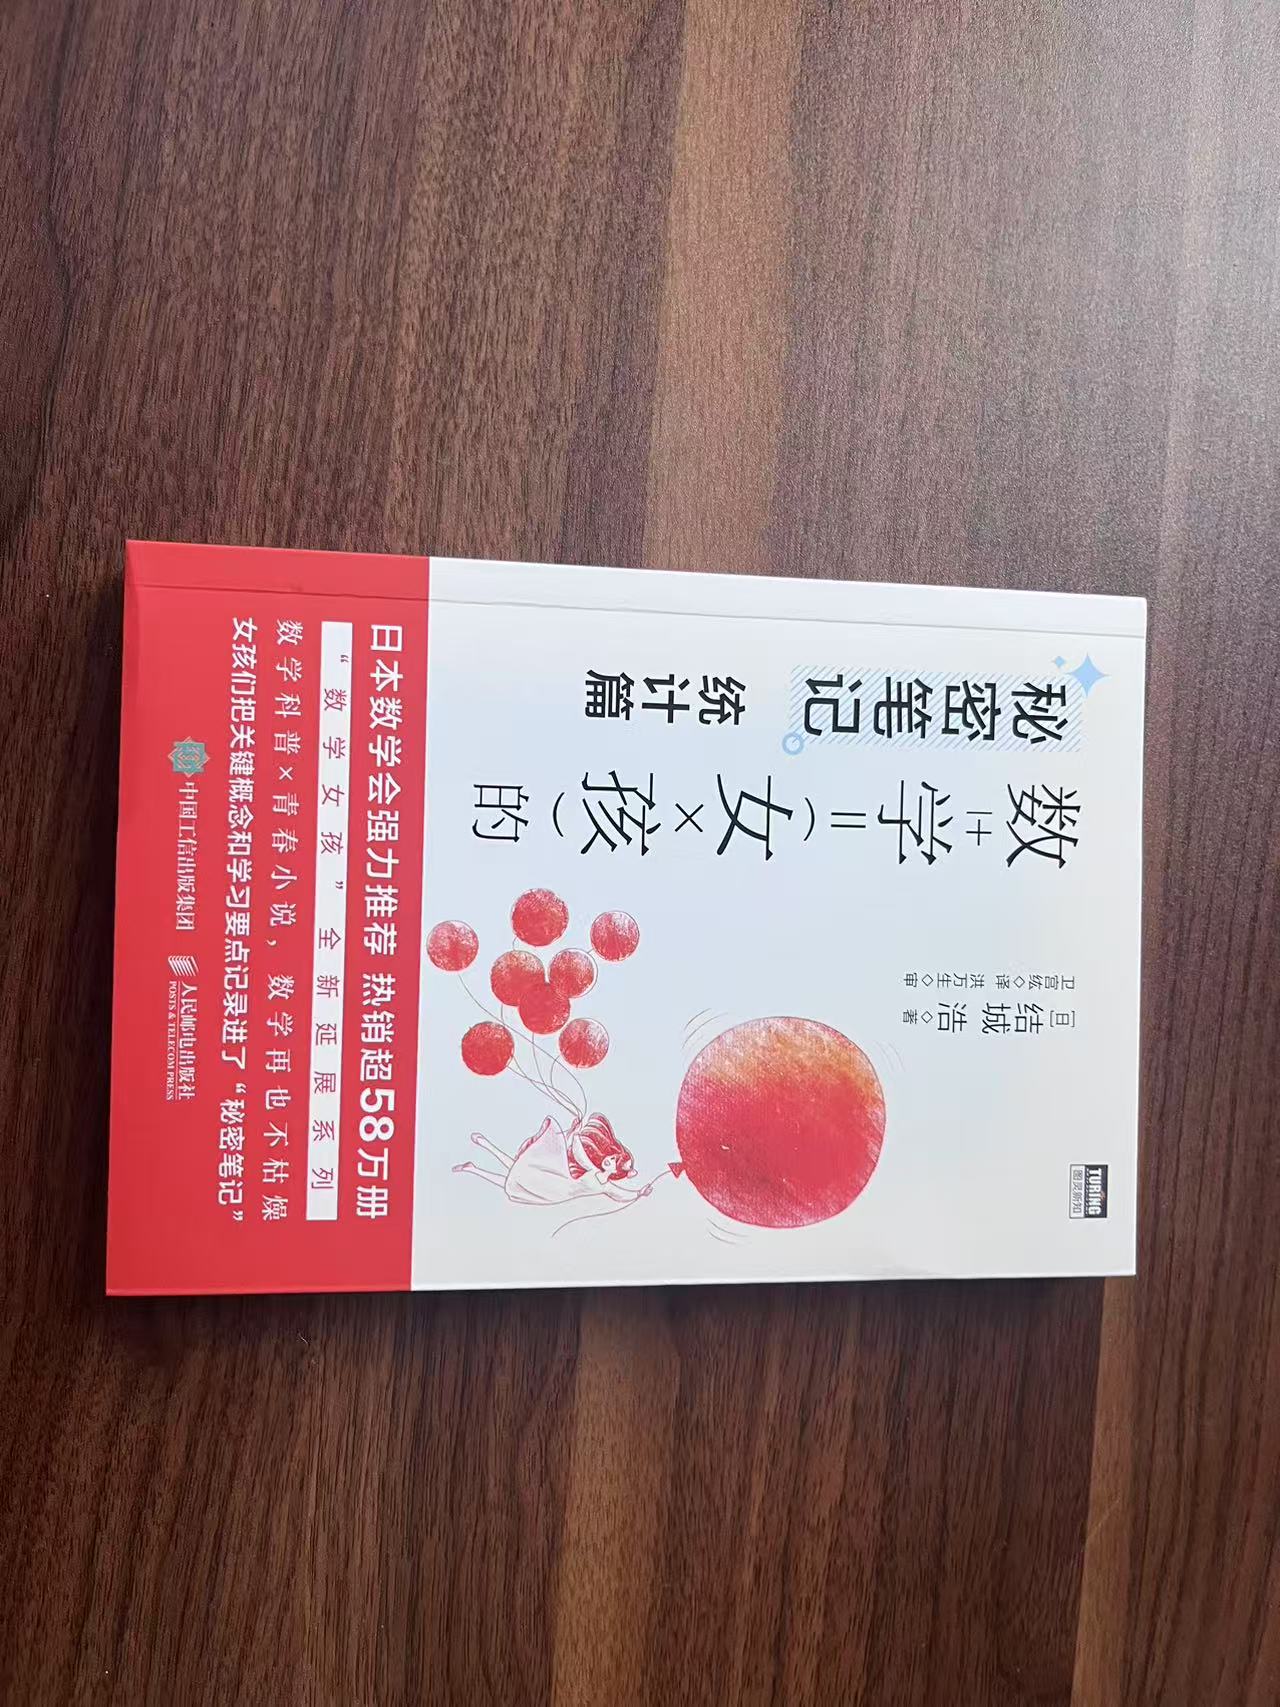 TURING
图灵新知
[日]结城 浩◇著
卫宫纮◇译 洪万生◇审
数±学=(女×孩)的
秘密笔记
统计篇
日本数学会强力推荐 热销超58万册
“数学女孩”全新延展系列
数学科普×青春小说，数学再也不枯燥
女孩们把关键概念和学习要点记录进了“秘密笔记”
中国工信出版集团
人民邮电出版社
POSTS & TELECOM PRESS